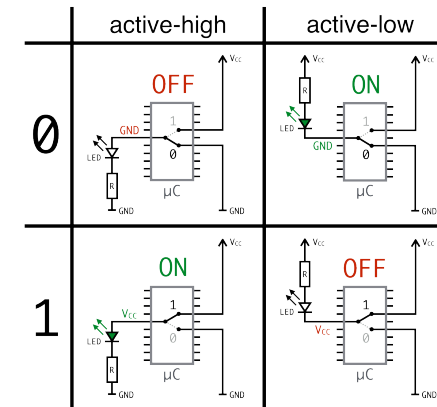 active-high
active-low
0
OFF
VCC
GND
1
0
LED
R
µC
GND
GND
ON
VCC
VCC
R
LED
GND
1
0
µC
GND
1
ON
VCC
VCC
1
0
LED
R
µC
GND
GND
OFF
VCC
VCC
R
LED
VCC
1
0
µC
GND